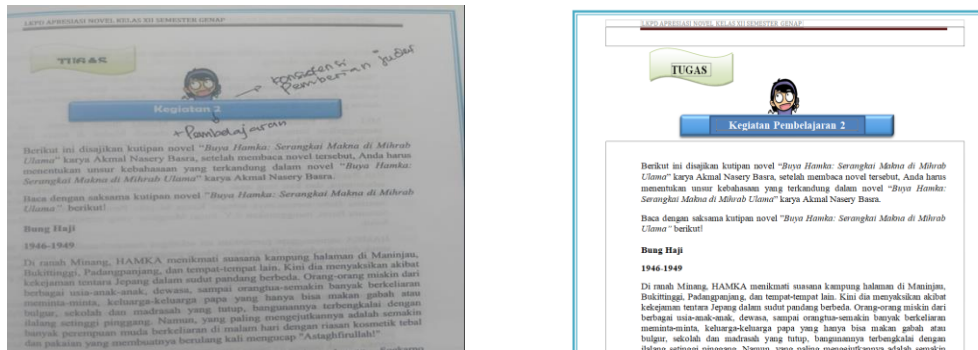 LKPD APRESIASI NOVEL KELAS XII SEMESTER GENAP
TUGAS
konsistensi
Pemberian judul
Kegiatan 2
+ Pembelajaran
Berikut ini disajikan kutipan novel “Buya Hamka: Serangkai Makna di Mihrab
Ulama” karya Akmal Nasery Basra, setelah membaca novel tersebut, Anda harus
menentukan unsur kebahasaan yang terkandung dalam novel “Buya Hamka:
Serangkai Makna di Mihrab Ulama” karya Akmal Nasery Basra.
Baca dengan saksama kutipan novel “Buya Hamka: Serangkai Makna di Mihrab
Ulama” berikut!
Bung Haji
1946-1949
Di ranah Minang, HAMKA menikmati suasana kampung halaman di Maninjau,
Bukittinggi, Padangpanjang, dan tempat-tempat lain. Kini dia menyaksikan akibat
kekejaman tentara Jepang dalam sudut pandang berbeda. Orang-orang miskin dari
berbagai usia-anak-anak, dewasa, sampai orangtua-semakin banyak berkeliaran
meminta-minta, keluarga-keluarga papa yang hanya bisa makan gabah atau
bulgur, sekolah dan madrasah yang tutup, bangunannya terbengkalai dengan
ilalang setinggi pinggang. Namun, yang paling mengejutkannya adalah semakin
banyak perempuan muda berkeliaran di malam hari dengan riasan kosmetik tebal
dan pakaian yang membuatnya berulang kali mengucap “Astaghfirullah!”
LKPD APRESIASI NOVEL KELAS XII SEMESTER GENAP
TUGAS
Kegiatan Pembelajaran 2
Berikut ini disajikan kutipan novel “Buya Hamka: Serangkai Makna di Mihrab
Ulama” karya Akmal Nasery Basra, setelah membaca novel tersebut, Anda harus
menentukan unsur kebahasaan yang terkandung dalam novel “Buya Hamka:
Serangkai Makna di Mihrab Ulama” karya Akmal Nasery Basra.
Baca dengan saksama kutipan novel “Buya Hamka: Serangkai Makna di Mihrab
Ulama” berikut!
Bung Haji
1946-1949
Di ranah Minang, HAMKA menikmati suasana kampung halaman di Maninjau,
Bukittinggi, Padangpanjang, dan tempat-tempat lain. Kini dia menyaksikan akibat
kekejaman tentara Jepang dalam sudut pandang berbeda. Orang-orang miskin dari
berbagai usia-anak-anak, dewasa, sampai orangtua-semakin banyak berkeliaran
meminta-minta, keluarga-keluarga papa yang hanya bisa makan gabah atau
bulgur, sekolah dan madrasah yang tutup, bangunannya terbengkalai dengan
ilalang setinggi pinggang. Namun, yang paling mengejutkannya adalah semakin